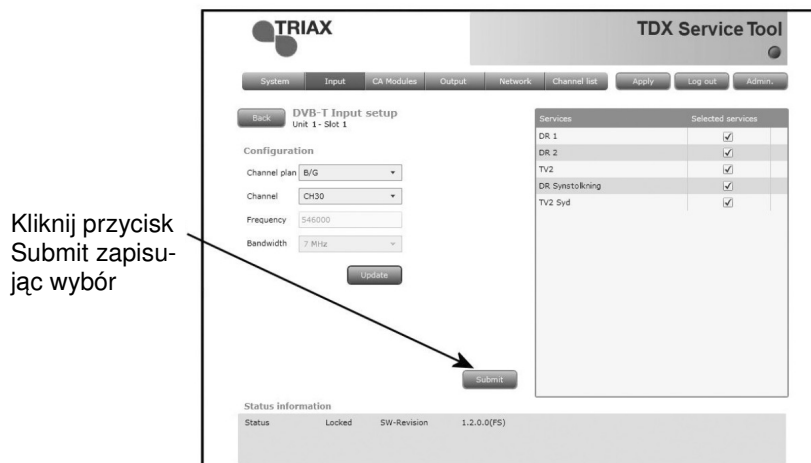 TRIAX
TDX Service Tool
System Input CA Modules Output Network Channel list Apply Log out Admin.
Back DVB-T Input setup
Unit 1 - Slot 1
Configuration
Channel plan B/G
Channel CH30
Frequency 546000
Bandwidth 7 MHz
Update
Services Selected services
DR 1
DR 2
TV2
DR Synstolkning
TV2 Syd
Kliknij przycisk
Submit zapisu-
jąc wybór
Submit
Status information
Status Locked SW-Revision 1.2.0.0(FS)